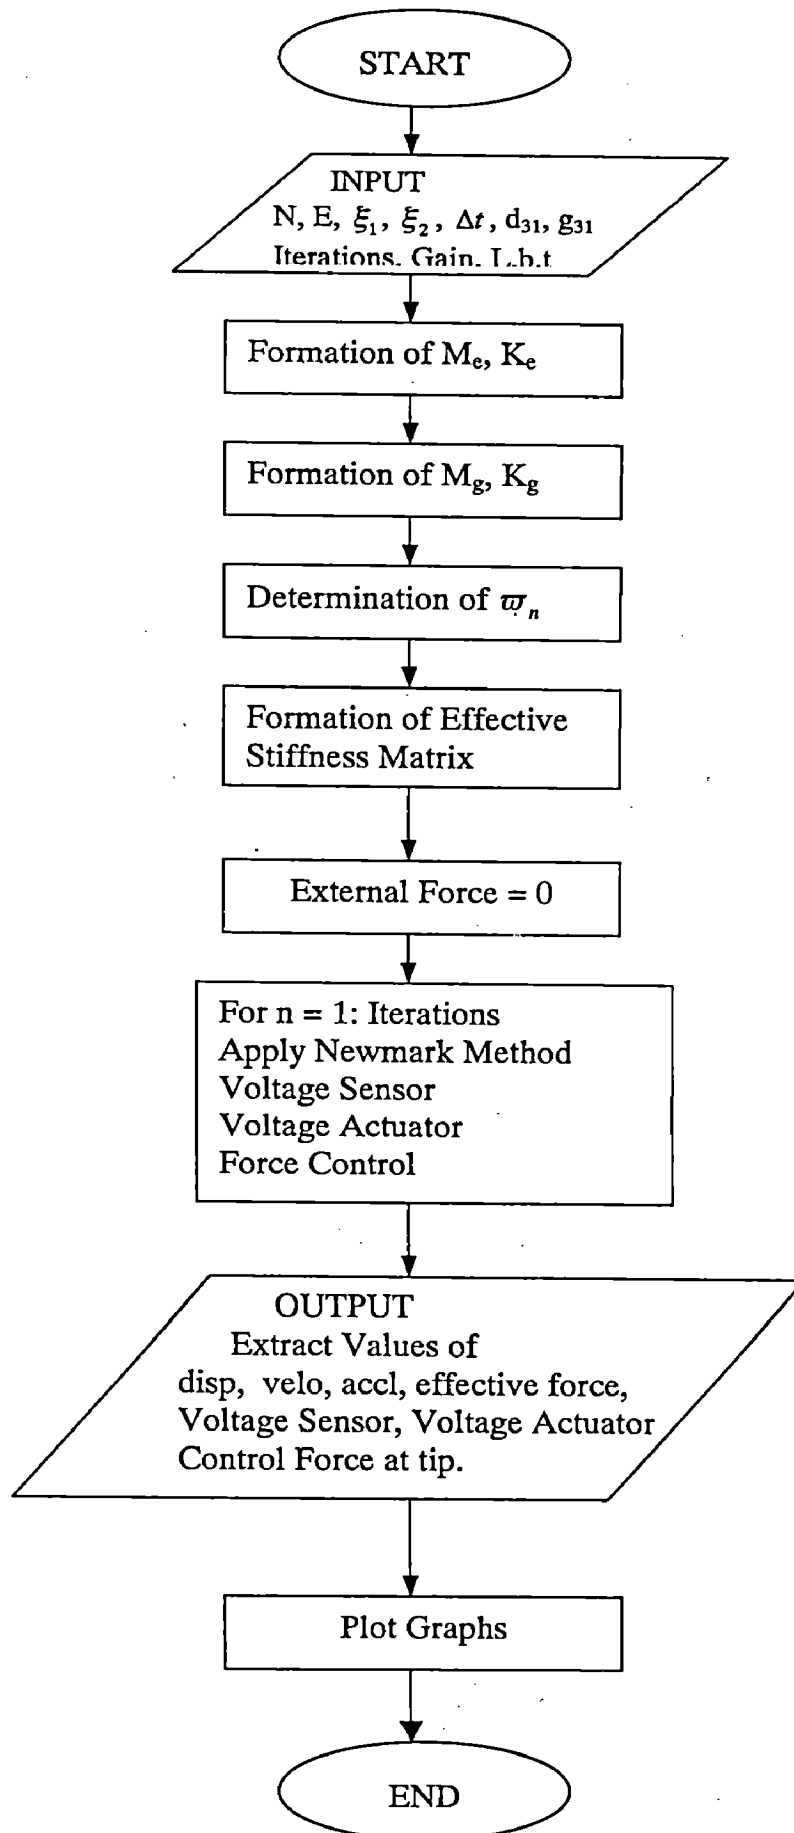 START
INPUT
N, E, ξ₁, ξ₂, Δt, d₃₁, g₃₁
Iterations, Gain, L,b,t
Formation of Mₑ, Kₑ
Formation of M_g, K_g
Determination of ϖₙ
Formation of Effective
Stiffness Matrix
External Force = 0
For n = 1: Iterations
Apply Newmark Method
Voltage Sensor
Voltage Actuator
Force Control
OUTPUT
Extract Values of
disp, velo, accl, effective force,
Voltage Sensor, Voltage Actuator
Control Force at tip.
Plot Graphs
END